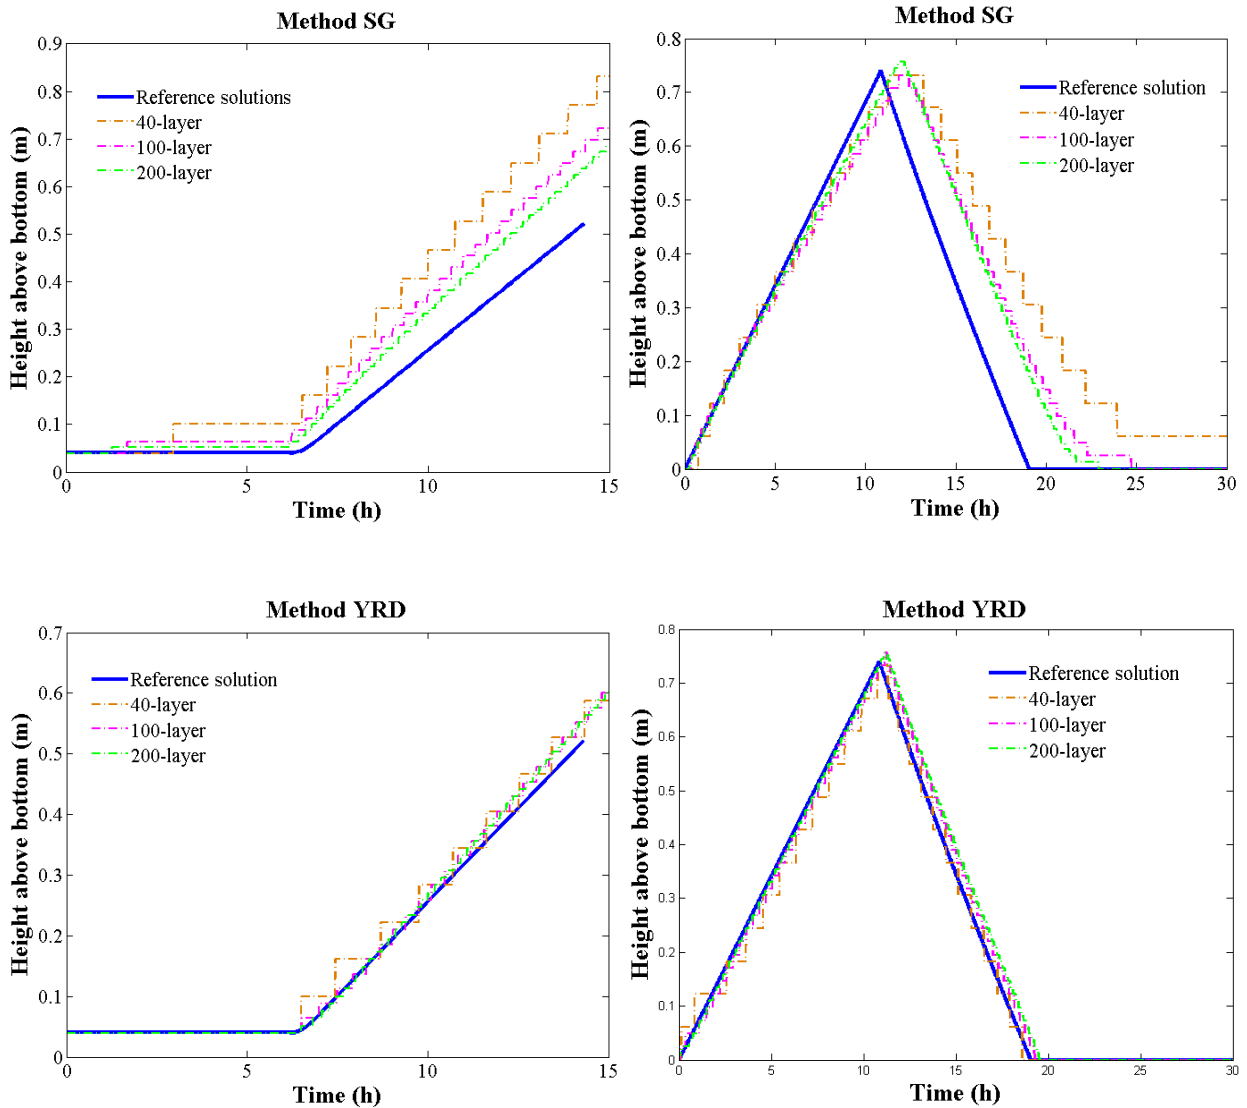 Method SG
0.9
0.8
0.7
0.6
0.5
0.4
0.3
0.2
0.1
0
Height above bottom (m)
Reference solutions
40-layer
100-layer
200-layer
0 5 10 15
Time (h)
Method SG
0.8
0.7
0.6
0.5
0.4
0.3
0.2
0.1
0
Height above bottom (m)
Reference solution
40-layer
100-layer
200-layer
0 5 10 15 20 25 30
Time (h)
Method YRD
0.7
0.6
0.5
0.4
0.3
0.2
0.1
0
Height above bottom (m)
Reference solution
40-layer
100-layer
200-layer
0 5 10 15
Time (h)
Method YRD
0.8
0.7
0.6
0.5
0.4
0.3
0.2
0.1
0
Height above bottom (m)
Reference solution
40-layer
100-layer
200-layer
0 5 10 15 20 25 30
Time (h)